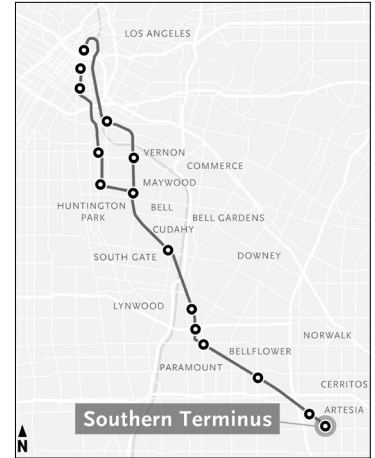 LOS ANGELES
VERNON
COMMERCE
MAYWOOD
HUNTINGTON
PARK
BELL
BELL GARDENS
CUDAHY
SOUTH GATE
DOWNEY
LYNWOOD
NORWALK
BELLFLOWER
PARAMOUNT
CERRITOS
ARTESIA
Southern Terminus
N